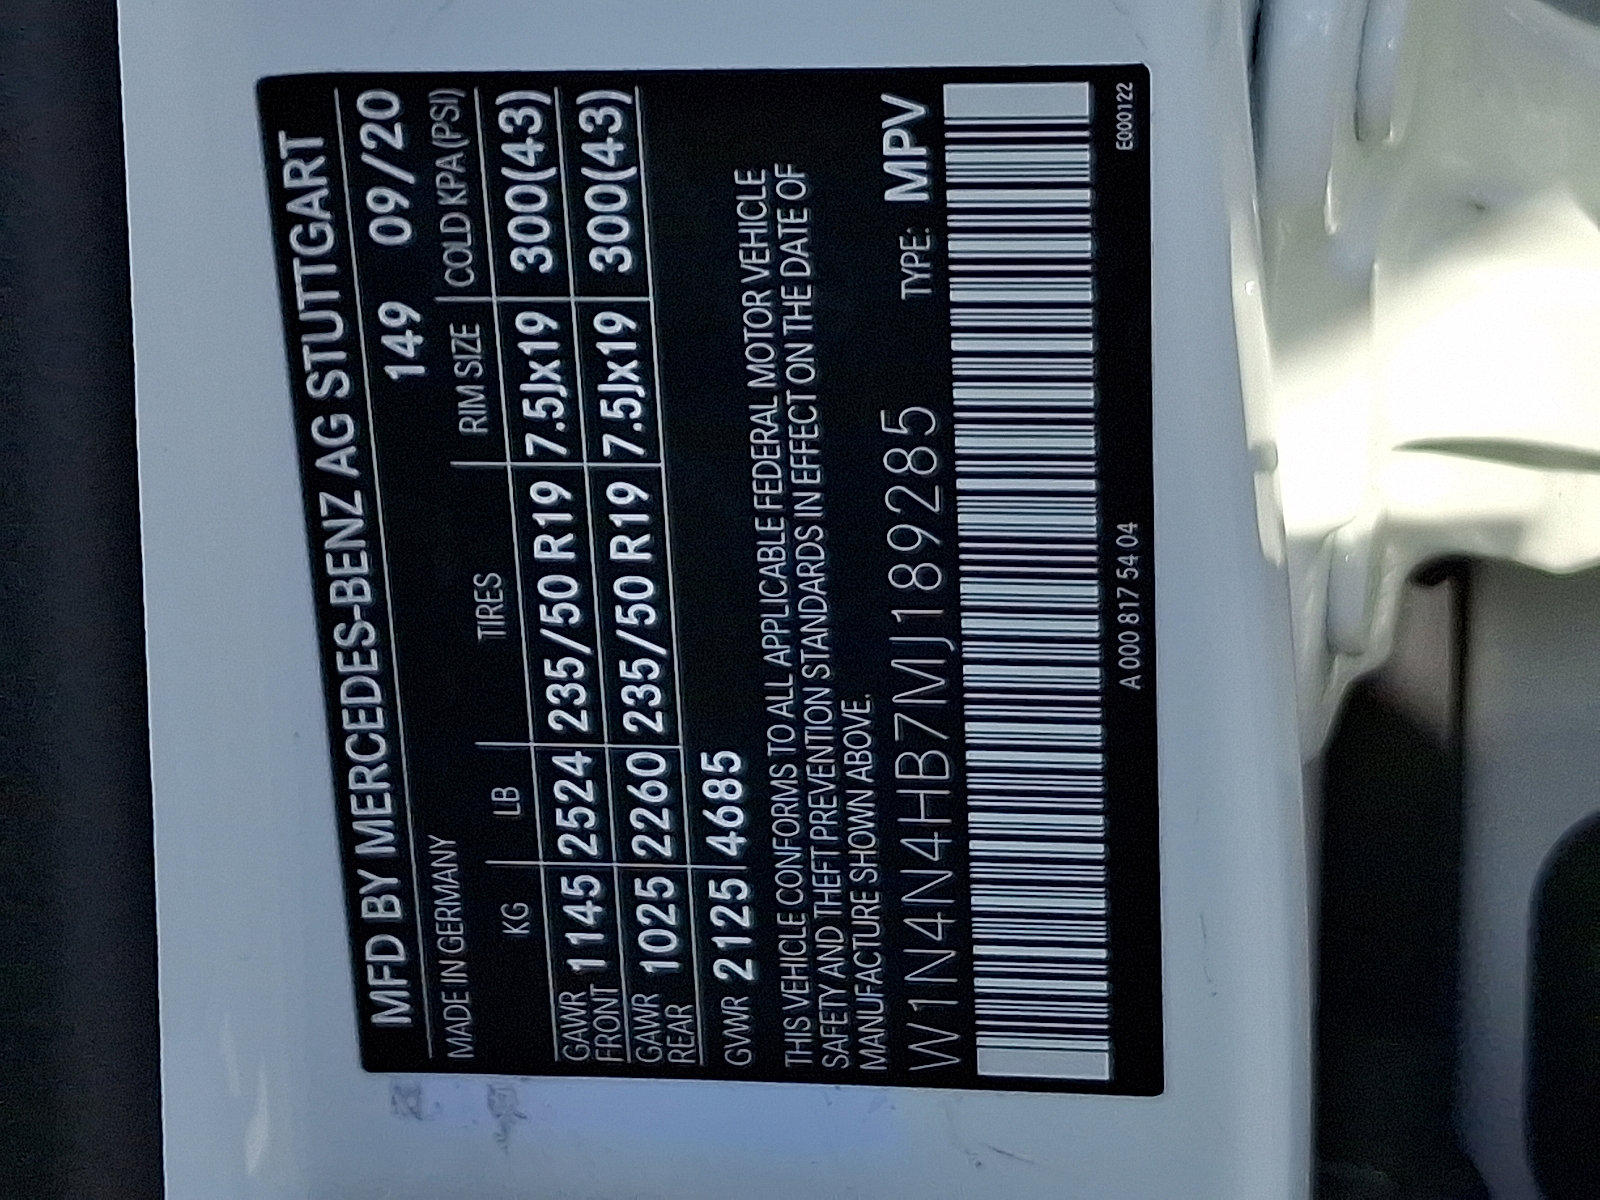 MFD BY MERCEDES-BENZ AG STUTTGART
MADE IN GERMANY 149 09/20
KG LB TIRES RIM SIZE COLD KPA(PSI)
GAWR FRONT 1145 2524 235/50 R19 7.5Jx19 300(43)
GAWR REAR 1025 2260 235/50 R19 7.5Jx19 300(43)
GVWR 2125 4685
THIS VEHICLE CONFORMS TO ALL APPLICABLE FEDERAL MOTOR VEHICLE
SAFETY AND THEFT PREVENTION STANDARDS IN EFFECT ON THE DATE OF
MANUFACTURE SHOWN ABOVE.
W1N4N4HB7MJ189285 TYPE: MPV
A 000 817 54 04 E000122